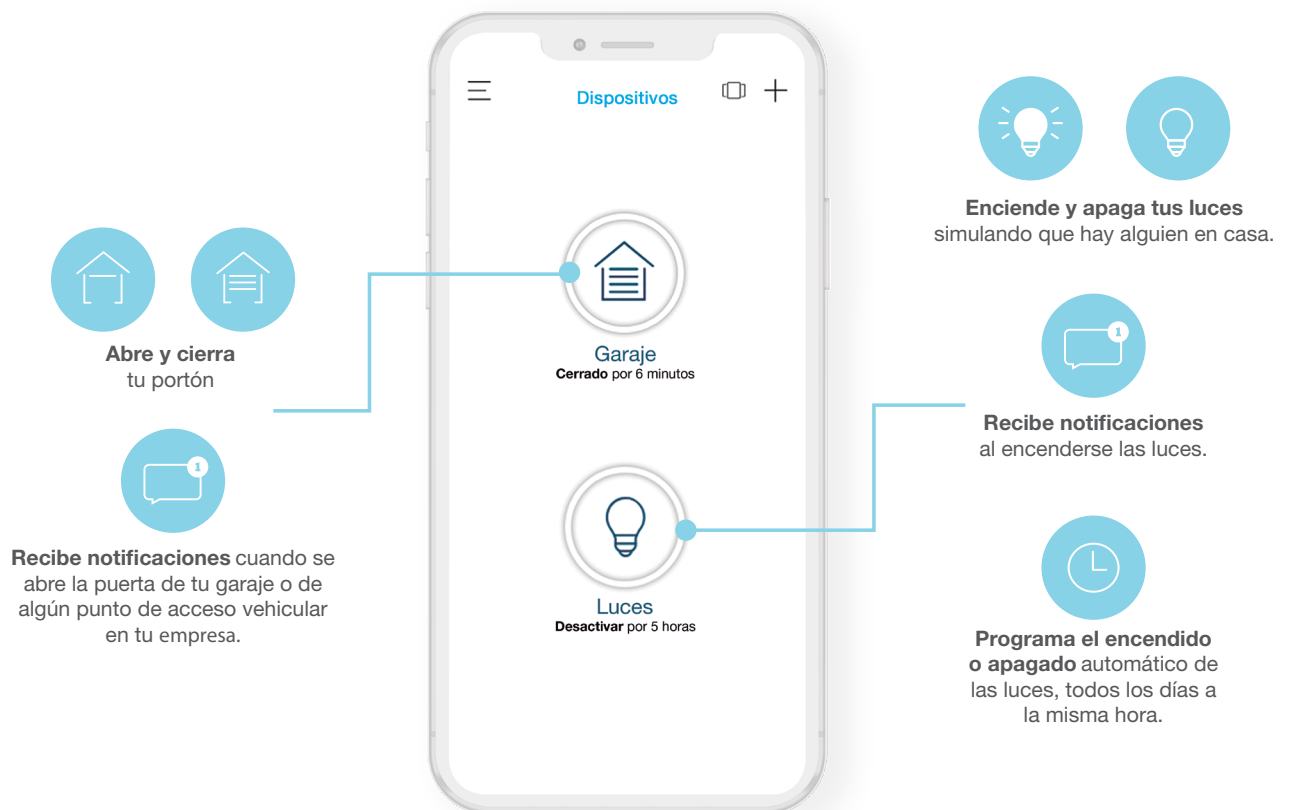 Dispositivos
Garaje
Cerrado por 6 minutos
Luces
Desactivar por 5 horas
Abre y cierra
tu portón
1
Recibe notificaciones cuando se
abre la puerta de tu garaje o de
algún punto de acceso vehicular
en tu empresa.
Enciende y apaga tus luces
simulando que hay alguien en casa.
1
Recibe notificaciones
al encenderse las luces.
Programa el encendido
o apagado automático de
las luces, todos los días a
la misma hora.